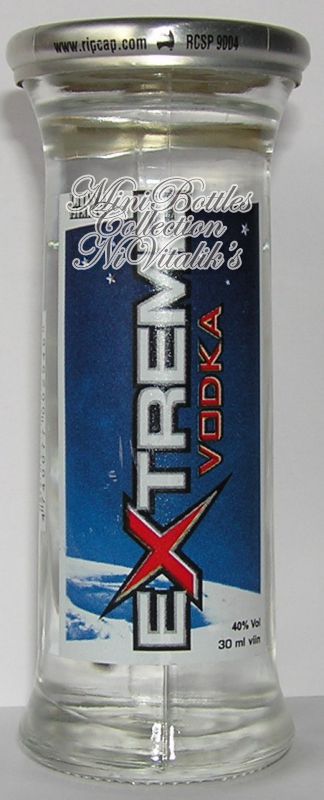 www.ripcap.com RCSP 9004
Mini Bottles
Collection
NiVitalik's
EXTREME
VODKA
40% Vol
30 ml viin